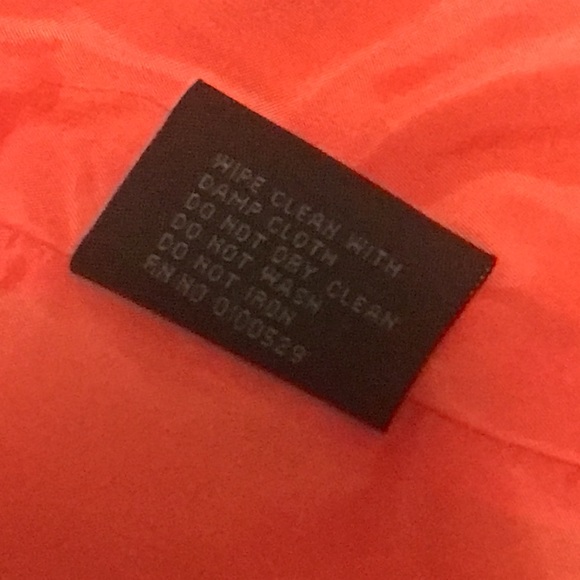 WIPE CLEAN WITH
DAMP CLOTH
DO NOT DRY CLEAN
DO NOT WASH
DO NOT IRON
RN NO 0100529